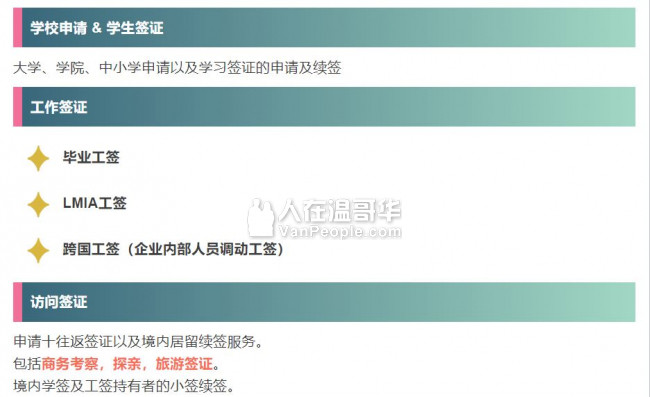 学校申请 & 学生签证
大学、学院、中小学申请以及学习签证的申请及续签
工作签证
毕业工签
LMIA工签
人在温哥华
VanPeople.com
跨国工签（企业内部人员调动工签）
访问签证
申请十往返签证以及境内居留续签服务。
包括商务考察，探亲，旅游签证。
境内学签及工签持有者的小签续签。